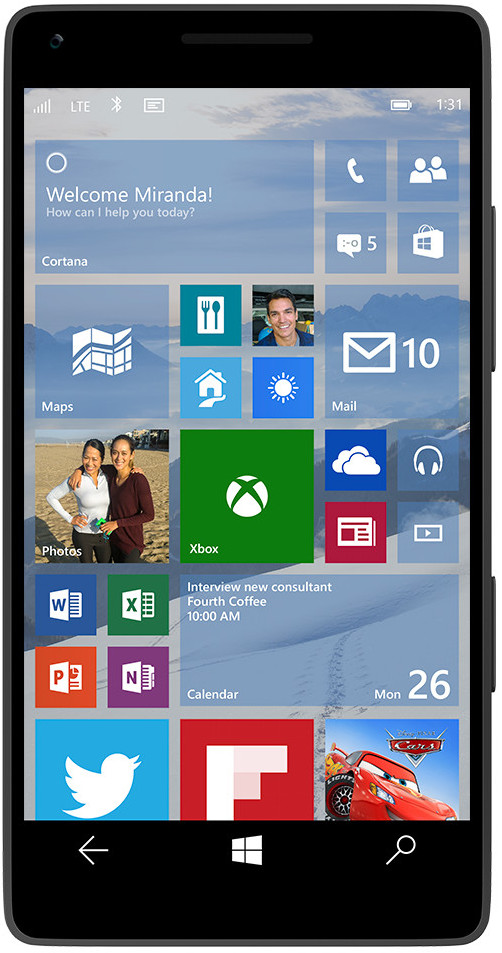 LTE
1:31
Welcome Miranda!
How can I help you today?
Cortana
:-o 5
Maps
10
Mail
Photos
Xbox
W
X
Interview new consultant
Fourth Coffee
10:00 AM
P
N
Calendar
Mon 26
Cars
LIGHT